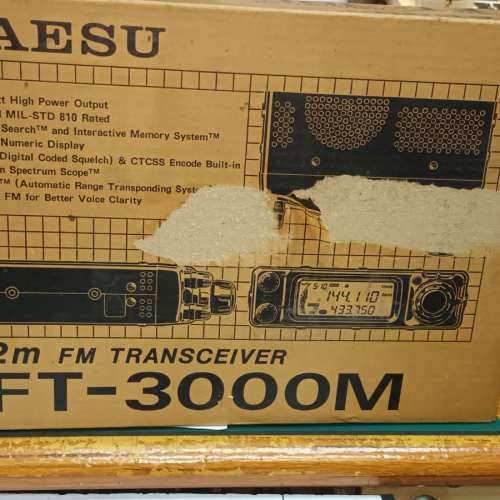 AESU
tt High Power Output
MIL-STD 810 Rated
Search™ and Interactive Memory System™
Numeric Display
Digital Coded Squelch) & CTCSS Encode Built-in
n Spectrum Scope™
™ (Automatic Range Transponding Syste
FM for Better Voice Clarity
144.110
433.750
2m FM TRANSCEIVER
FT-3000M